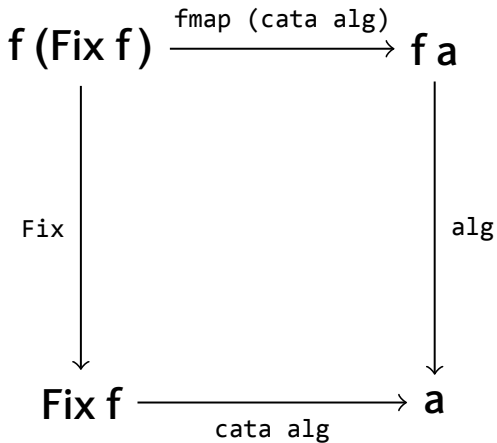 fmap (cata alg)
f (Fix f) f a
Fix alg
Fix f a
cata alg